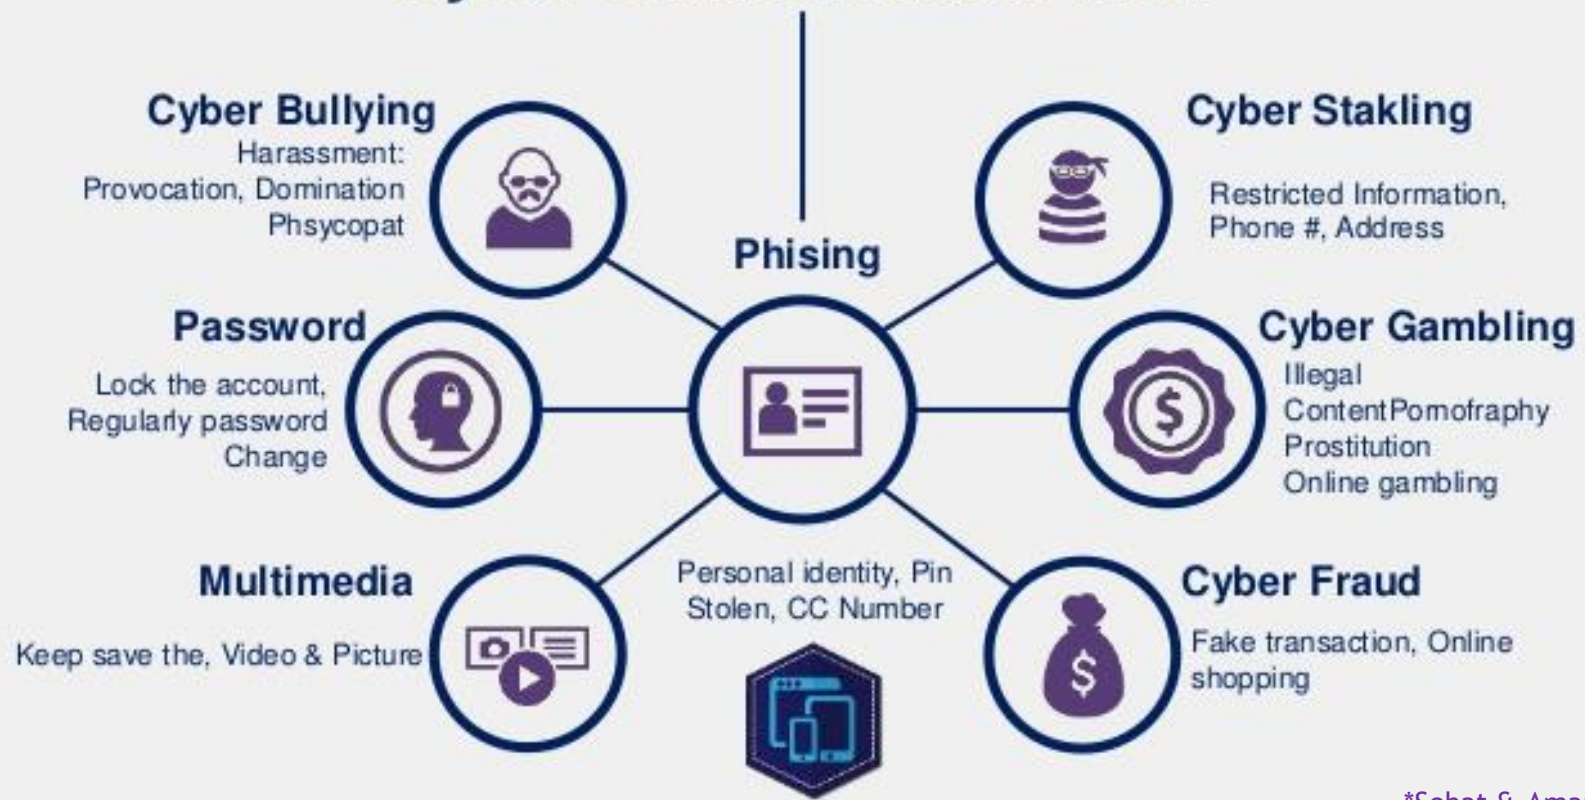 Cyber Bullying
Harassment:
Provocation, Domination
Phsycopat
Cyber Stakling
Restricted Information,
Phone #, Address
Phising
Password
Lock the account,
Regularly password
Change
Cyber Gambling
Illegal
ContentPornofraphy
Prostitution
Online gambling
Personal identity, Pin
Stolen, CC Number
Multimedia
Keep save the, Video & Picture
Cyber Fraud
Fake transaction, Online
shopping